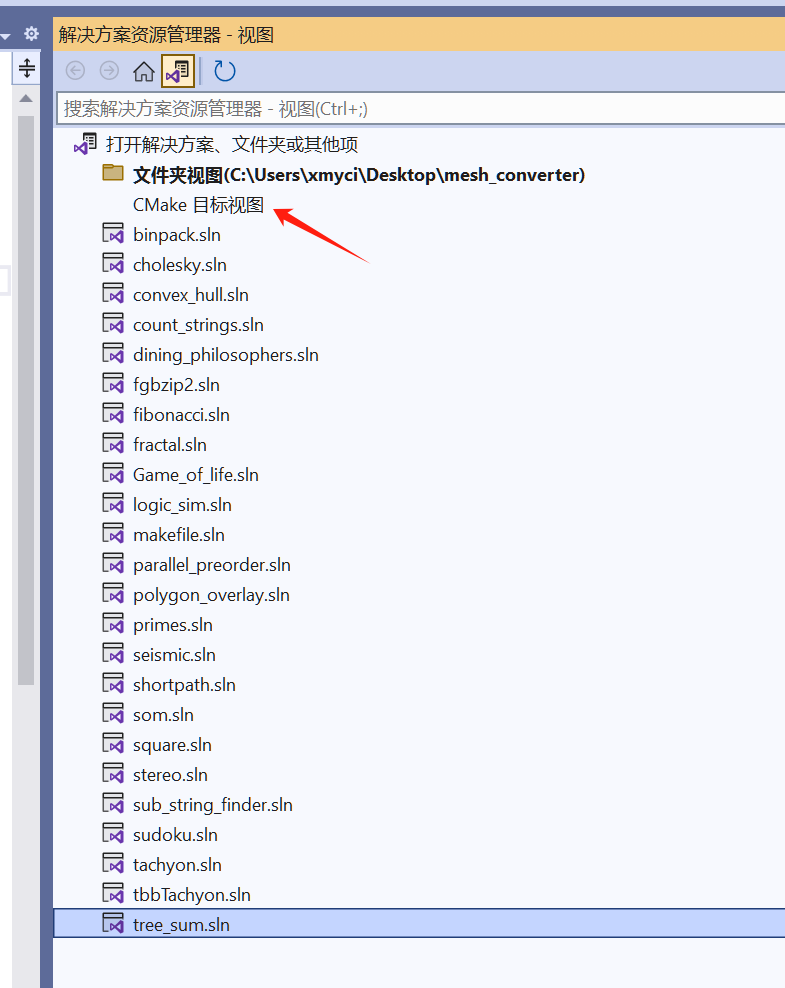 解决方案资源管理器 - 视图
搜索解决方案资源管理器 - 视图(Ctrl+;)
打开解决方案、文件夹或其他项
文件夹视图(C:\Users\xmyci\Desktop\mesh_converter)
CMake 目标视图
binpack.sln
cholesky.sln
convex_hull.sln
count_strings.sln
dining_philosophers.sln
fgbzip2.sln
fibonacci.sln
fractal.sln
Game_of_life.sln
logic_sim.sln
makefile.sln
parallel_preorder.sln
polygon_overlay.sln
primes.sln
seismic.sln
shortpath.sln
som.sln
square.sln
stereo.sln
sub_string_finder.sln
sudoku.sln
tachyon.sln
tbbTachyon.sln
tree_sum.sln